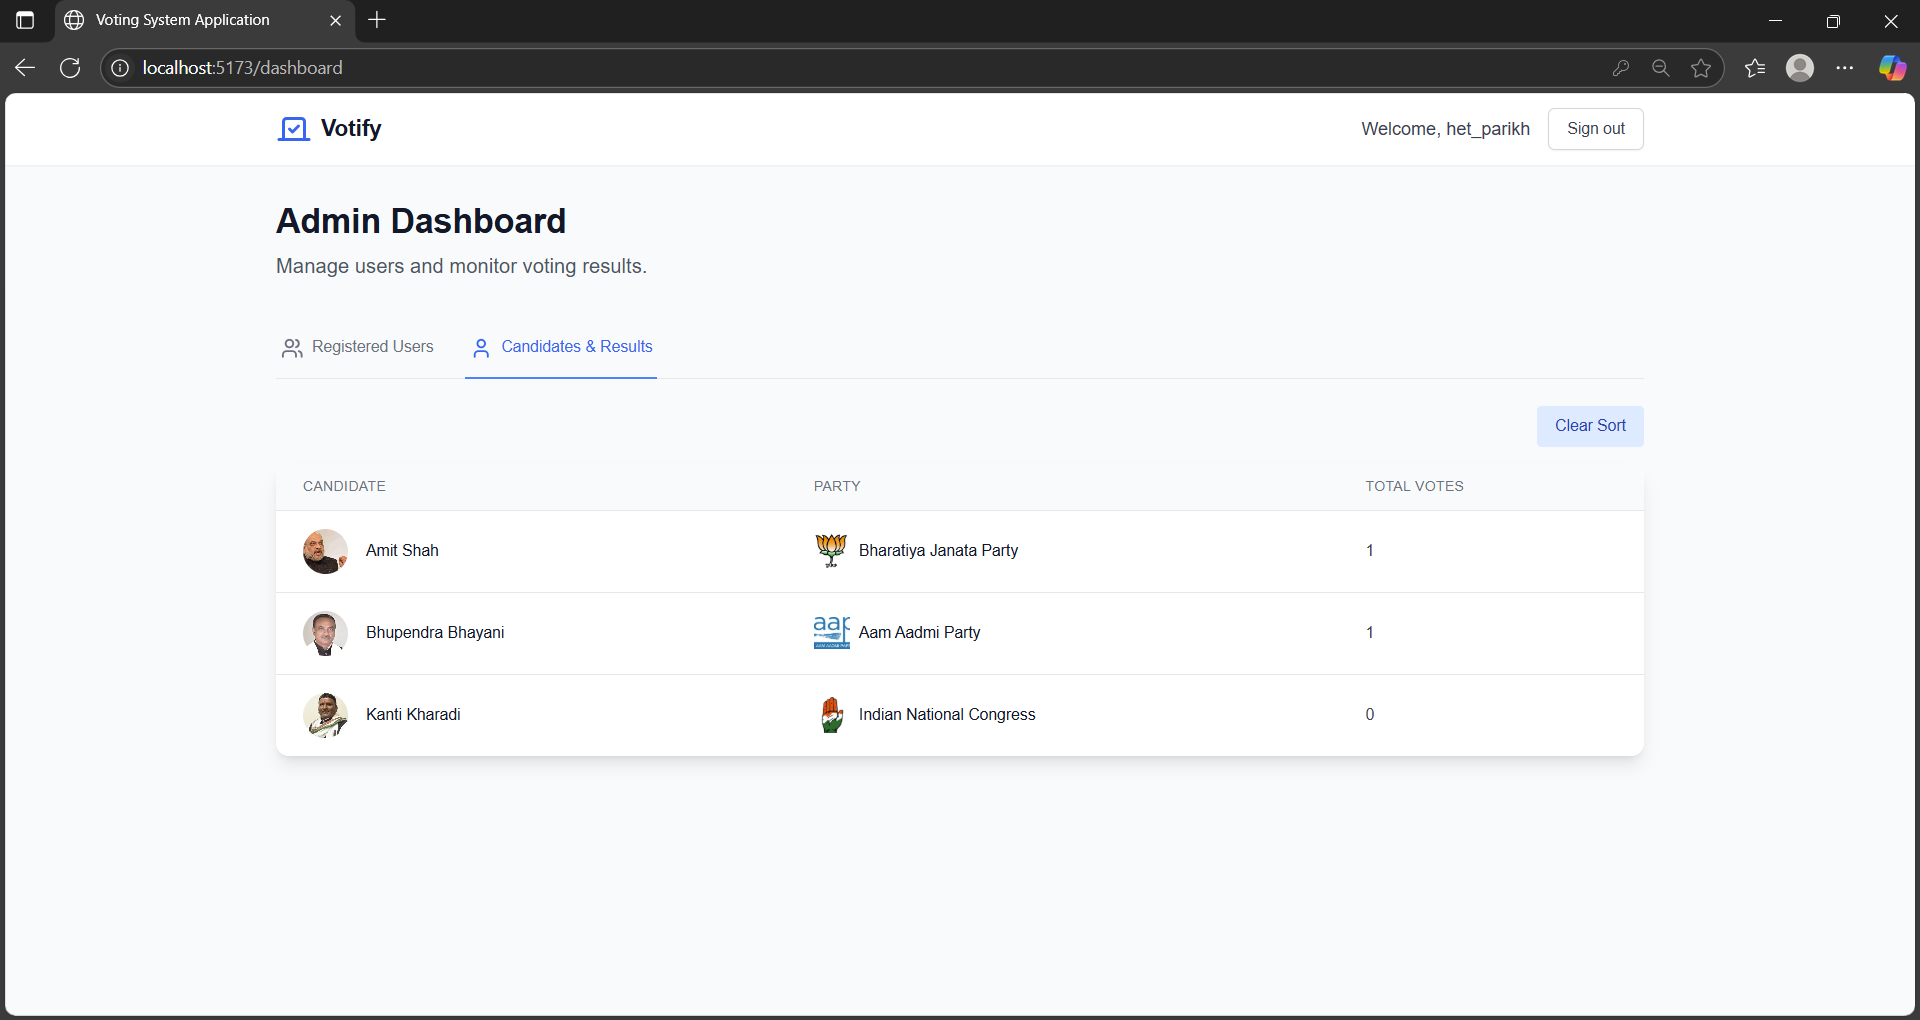 Voting System Application
localhost:5173/dashboard
Votify
Welcome, het_parikh
Sign out
Admin Dashboard
Manage users and monitor voting results.
Registered Users
Candidates & Results
Clear Sort
CANDIDATE PARTY TOTAL VOTES
Amit Shah Bharatiya Janata Party 1
Bhupendra Bhayani aap Aam Aadmi Party 1
Kanti Kharadi Indian National Congress 0